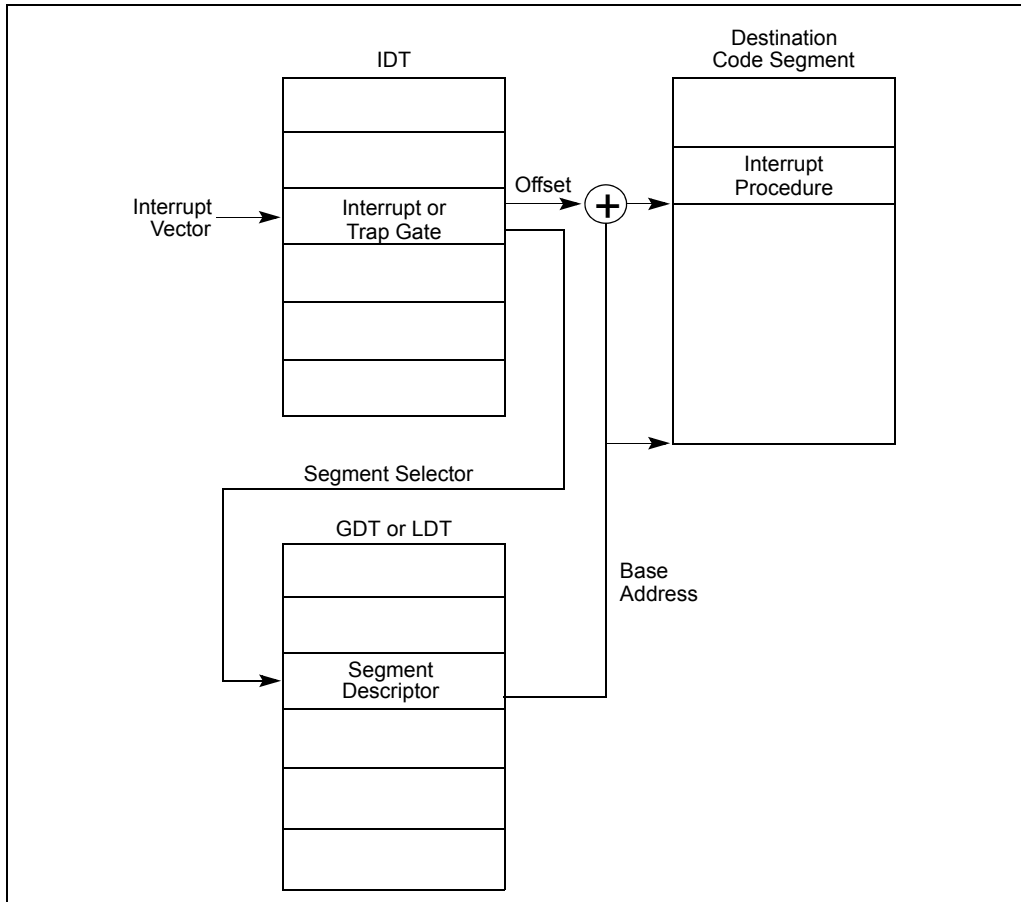 IDT
Destination
Code Segment
Interrupt
Vector
Interrupt or
Trap Gate
Offset
+
Interrupt
Procedure
Segment Selector
GDT or LDT
Base
Address
Segment
Descriptor